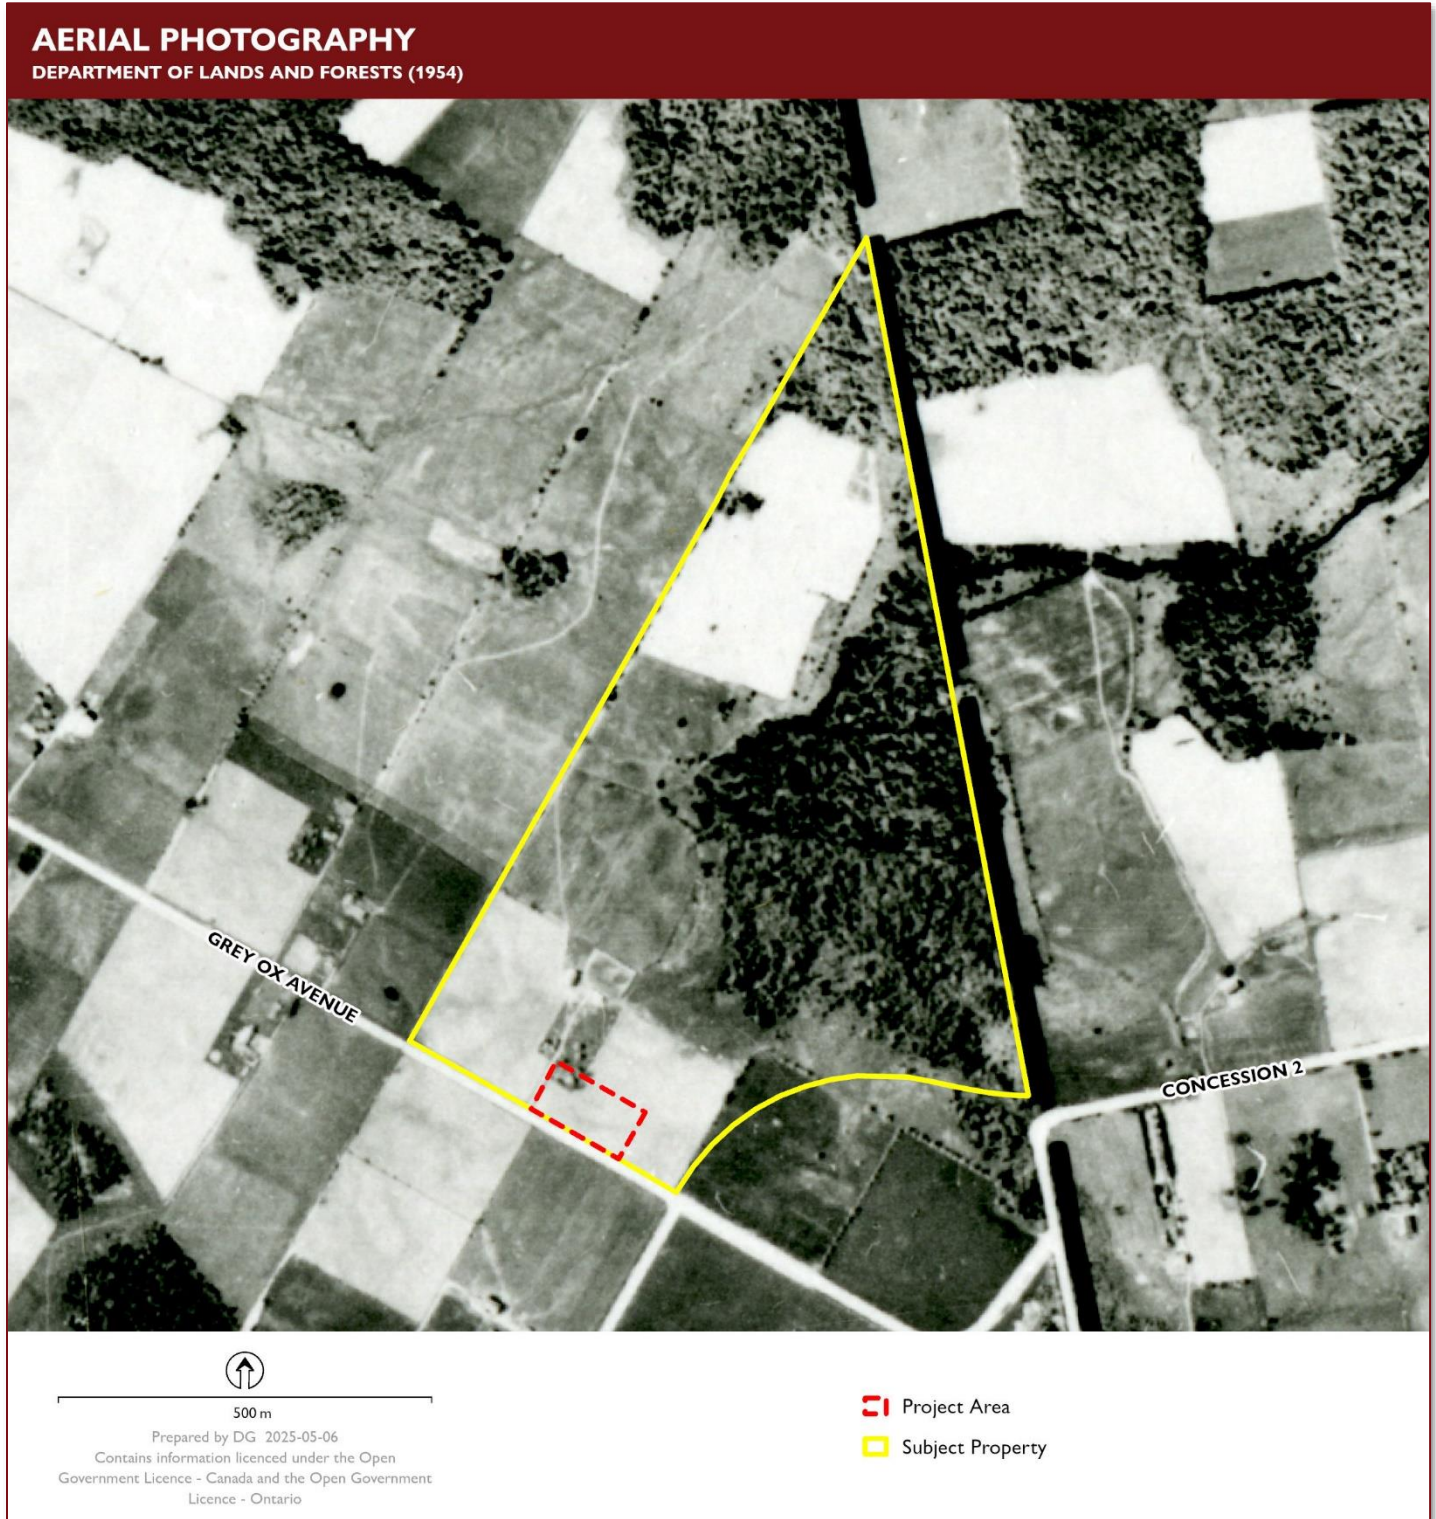 AERIAL PHOTOGRAPHY
DEPARTMENT OF LANDS AND FORESTS (1954)
GREY OX AVENUE
CONCESSION 2
500 m
Prepared by DG 2025-05-06
Contains information licenced under the Open
Government Licence - Canada and the Open Government
Licence - Ontario
Project Area
Subject Property